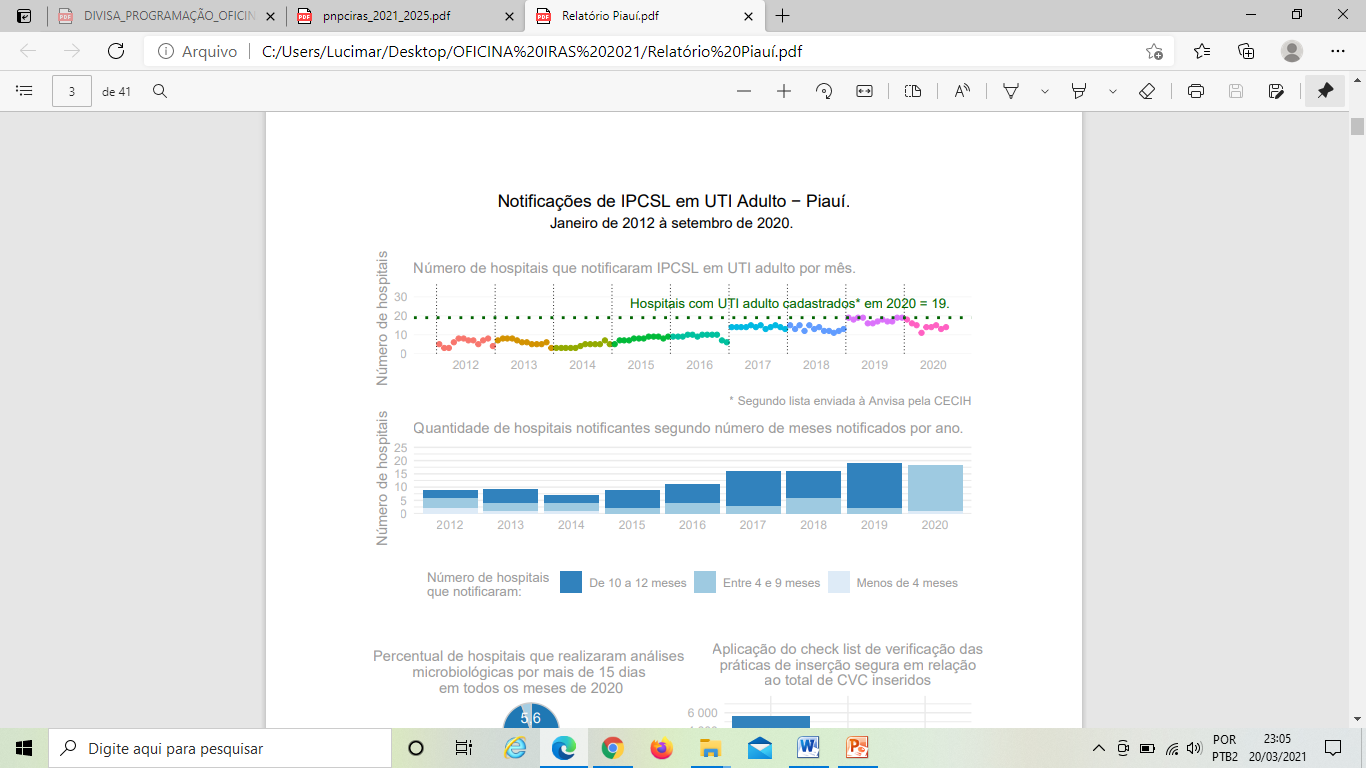 DIVISA_PROGRAMAÇÃO_OFICIN
pnpciras_2021_2025.pdf
Relatório Piauí.pdf
Arquivo
C:/Users/Lucimar/Desktop/OFICINA%20IRAS%202021/Relatório%20Piauí.pdf
3
de 41
Notificações de IPCSL em UTI Adulto − Piauí.
Janeiro de 2012 à setembro de 2020.
Número de hospitais
Número de hospitais que notificaram IPCSL em UTI adulto por mês.
Hospitais com UTI adulto cadastrados* em 2020 = 19.
30
20
10
0
2012 2013 2014 2015 2016 2017 2018 2019 2020
* Segundo lista enviada à Anvisa pela CECIH
Número de hospitais
Quantidade de hospitais notificantes segundo número de meses notificados por ano.
25
20
15
10
5
0
2012 2013 2014 2015 2016 2017 2018 2019 2020
Número de hospitais
que notificaram:
De 10 a 12 meses
Entre 4 e 9 meses
Menos de 4 meses
Percentual de hospitais que realizaram análises
microbiológicas por mais de 15 dias
em todos os meses de 2020
5,6
Aplicação do check list de verificação das
práticas de inserção segura em relação
ao total de CVC inseridos
6 000
Digite aqui para pesquisar
POR
PTB2
23:05
20/03/2021